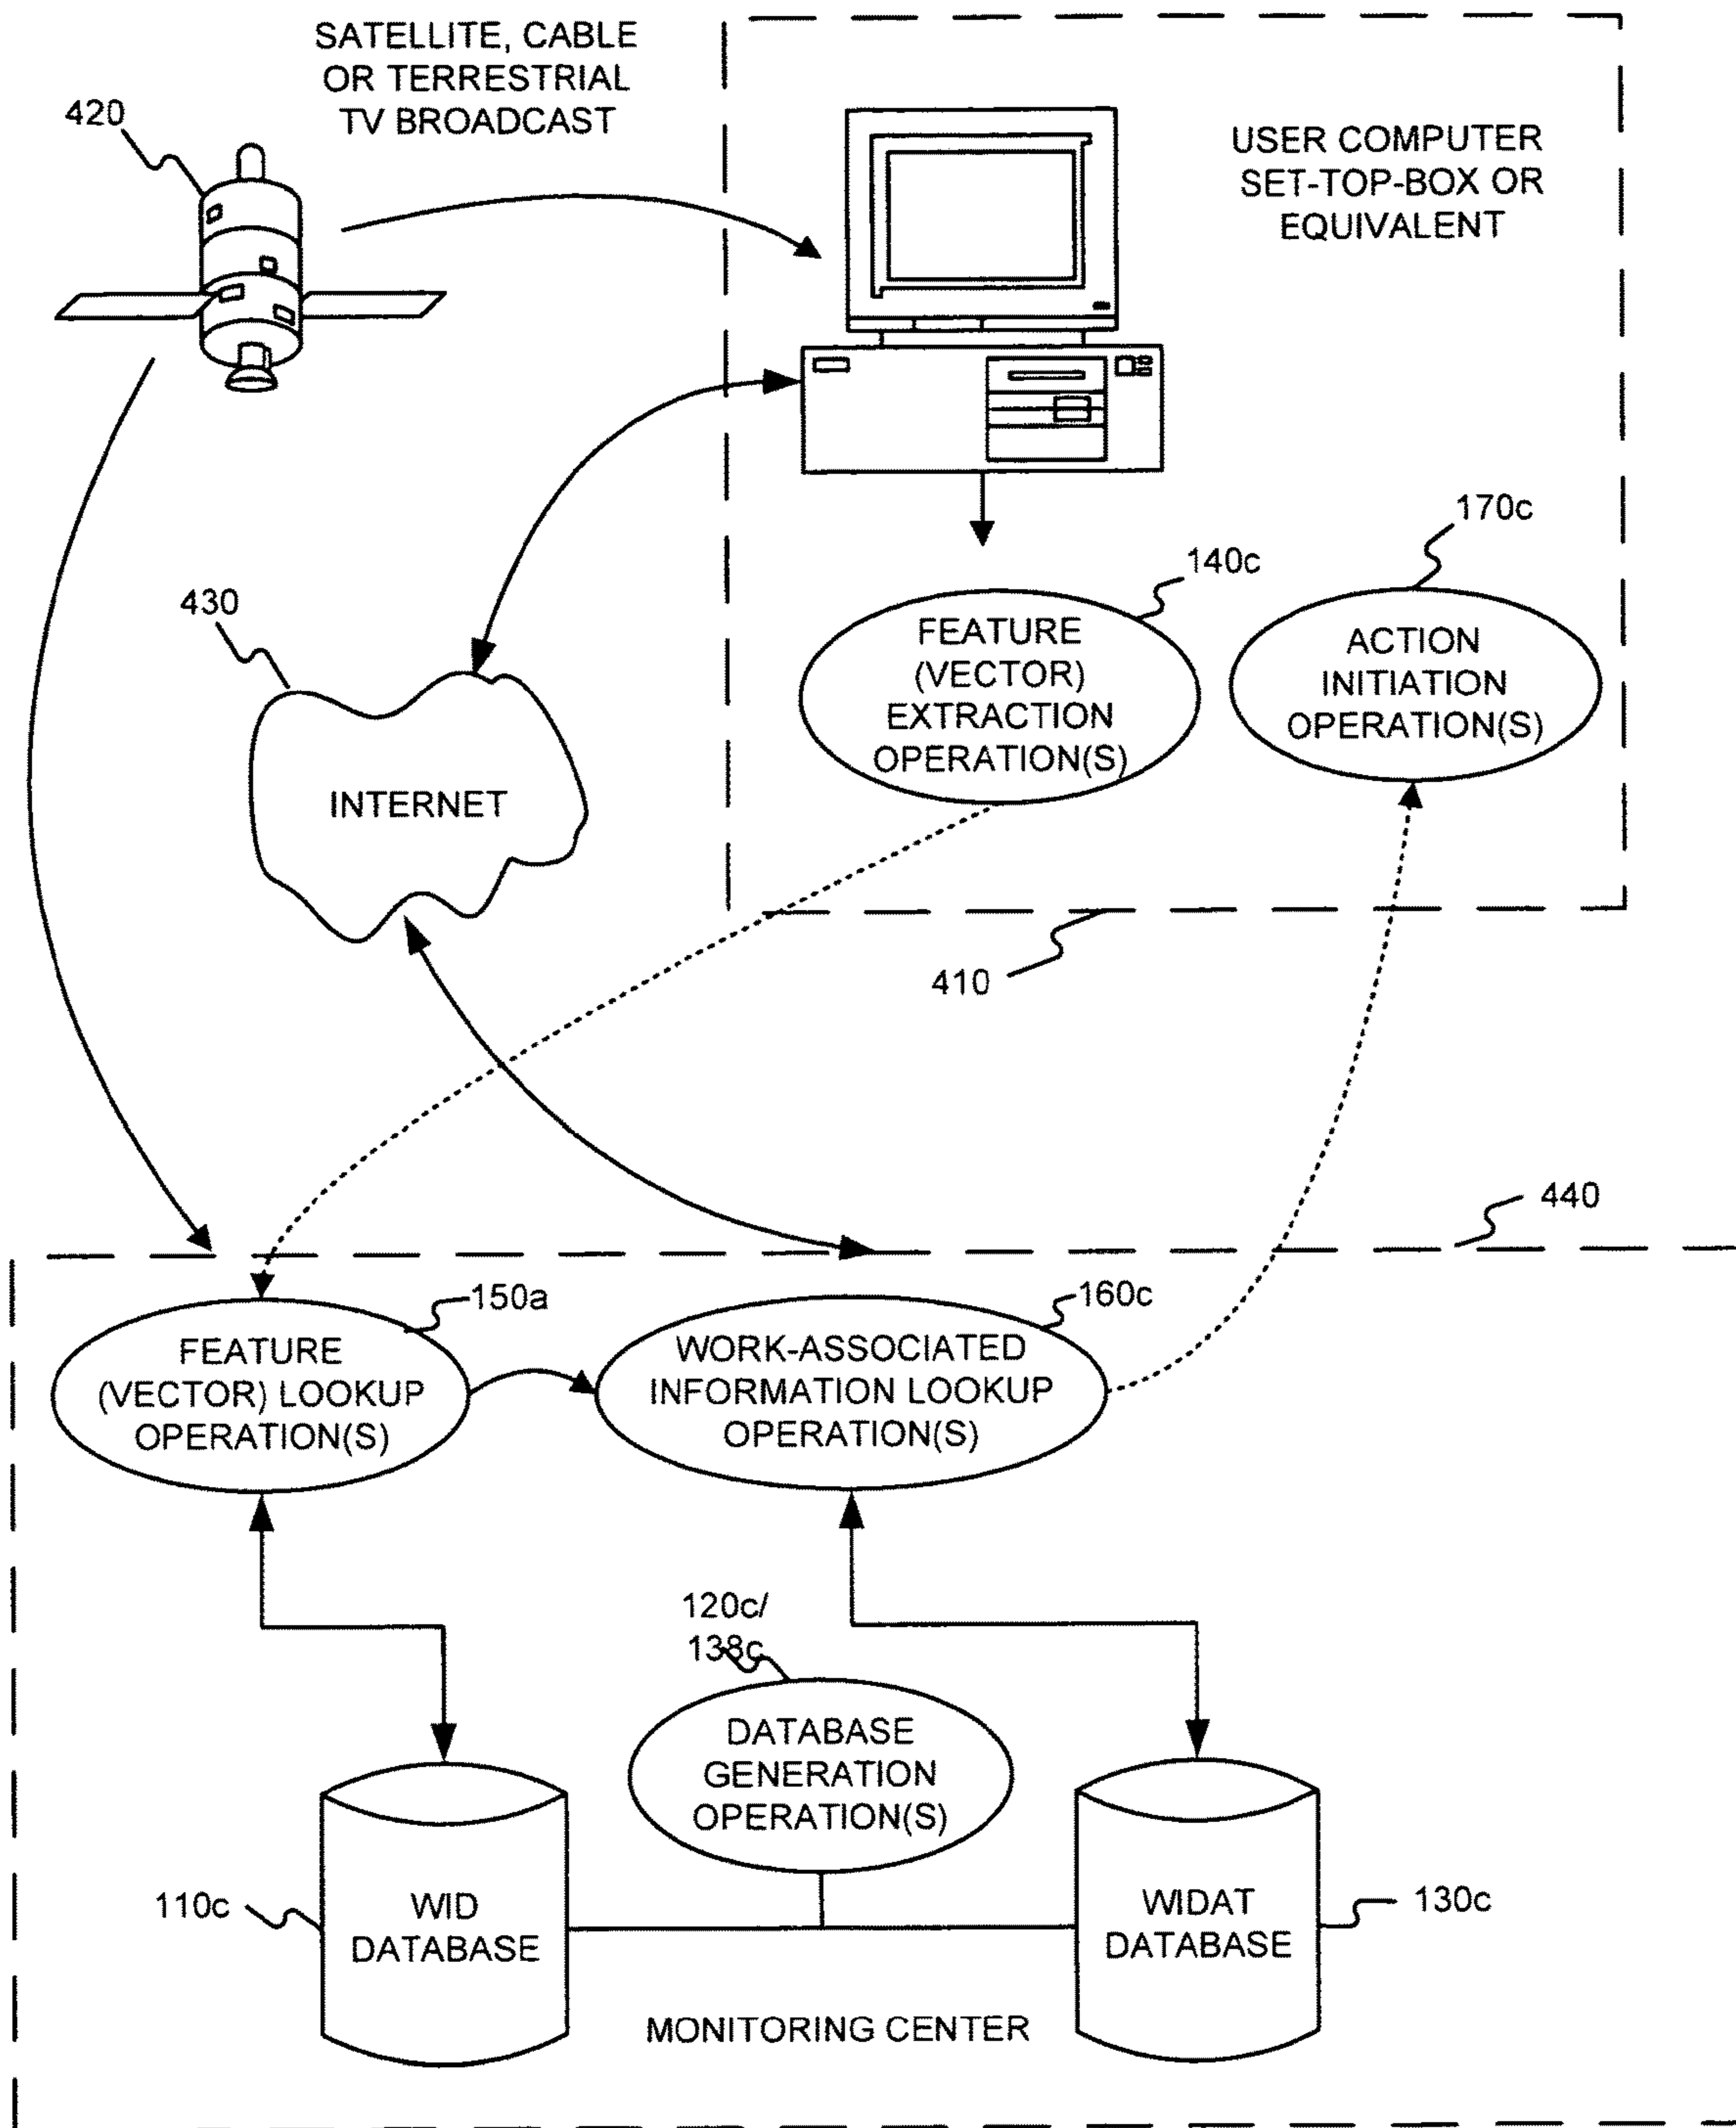 SATELLITE, CABLE
OR TERRESTRIAL
TV BROADCAST
420
USER COMPUTER
SET-TOP-BOX OR
EQUIVALENT
170c
140c
430
FEATURE
(VECTOR)
EXTRACTION
OPERATION(S)
ACTION
INITIATION
OPERATION(S)
INTERNET
410
440
150a
160c
FEATURE
(VECTOR) LOOKUP
OPERATION(S)
WORK-ASSOCIATED
INFORMATION LOOKUP
OPERATION(S)
120c/
138c
DATABASE
GENERATION
OPERATION(S)
110c
WID
DATABASE
WIDAT
DATABASE
130c
MONITORING CENTER